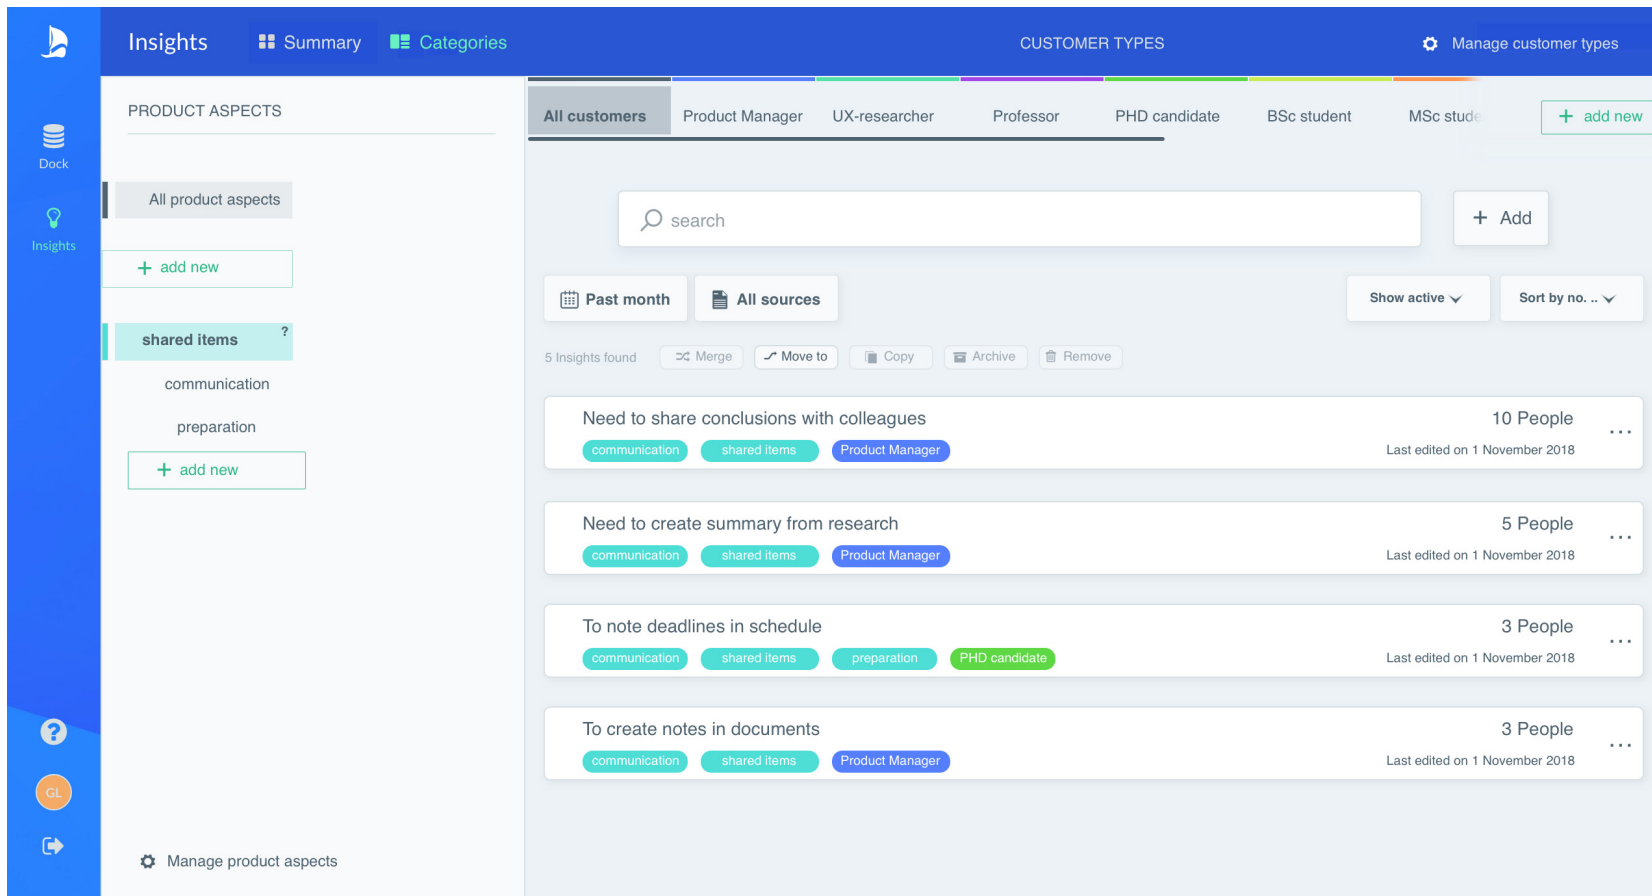 Insights
Summary
Categories
CUSTOMER TYPES
Manage customer types
Dock
Insights
GL
PRODUCT ASPECTS
All product aspects
+ add new
shared items ?
communication
preparation
+ add new
Manage product aspects
All customers
Product Manager
UX-researcher
Professor
PHD candidate
BSc student
MSc stude
+ add new
search
+ Add
Past month
All sources
Show active
Sort by no. ..
5 Insights found
Merge
Move to
Copy
Archive
Remove
Need to share conclusions with colleagues
10 People
communication shared items Product Manager
Last edited on 1 November 2018
Need to create summary from research
5 People
communication shared items Product Manager
Last edited on 1 November 2018
To note deadlines in schedule
3 People
communication shared items preparation PHD candidate
Last edited on 1 November 2018
To create notes in documents
3 People
communication shared items Product Manager
Last edited on 1 November 2018